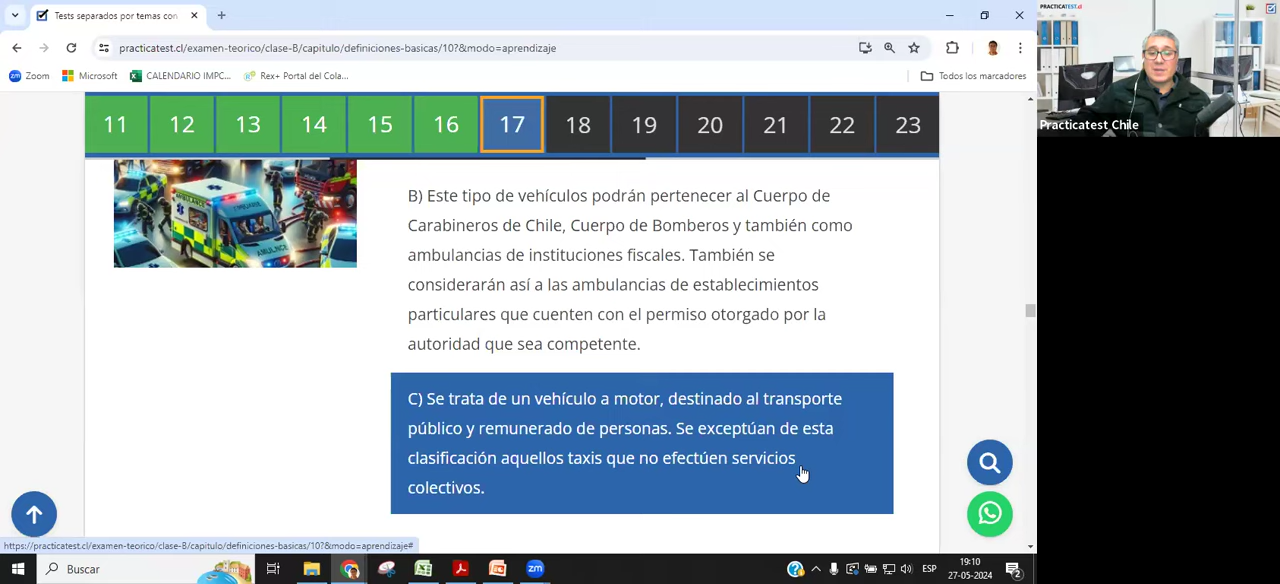 Tests separados por temas con
practicatest.cl/examen-teorico/clase-B/capitulo/definiciones-basicas/10?&modo=aprendizaje
Zoom
Microsoft
CALENDARIO IMPC...
Rex+ Portal del Cola...
Todos los marcadores
PRACTICATEST.cl
Practicatest Chile
11 12 13 14 15 16 17 18 19 20 21 22 23
AMBULANCE
B) Este tipo de vehículos podrán pertenecer al Cuerpo de
Carabineros de Chile, Cuerpo de Bomberos y también como
ambulancias de instituciones fiscales. También se
considerarán así a las ambulancias de establecimientos
particulares que cuenten con el permiso otorgado por la
autoridad que sea competente.
C) Se trata de un vehículo a motor, destinado al transporte
público y remunerado de personas. Se exceptúan de esta
clasificación aquellos taxis que no efectúen servicios
colectivos.
https://practicatest.cl/examen-teorico/clase-B/capitulo/definiciones-basicas/10?&modo=aprendizaje#
Buscar
zm
ESP
19:10
27-05-2024
2